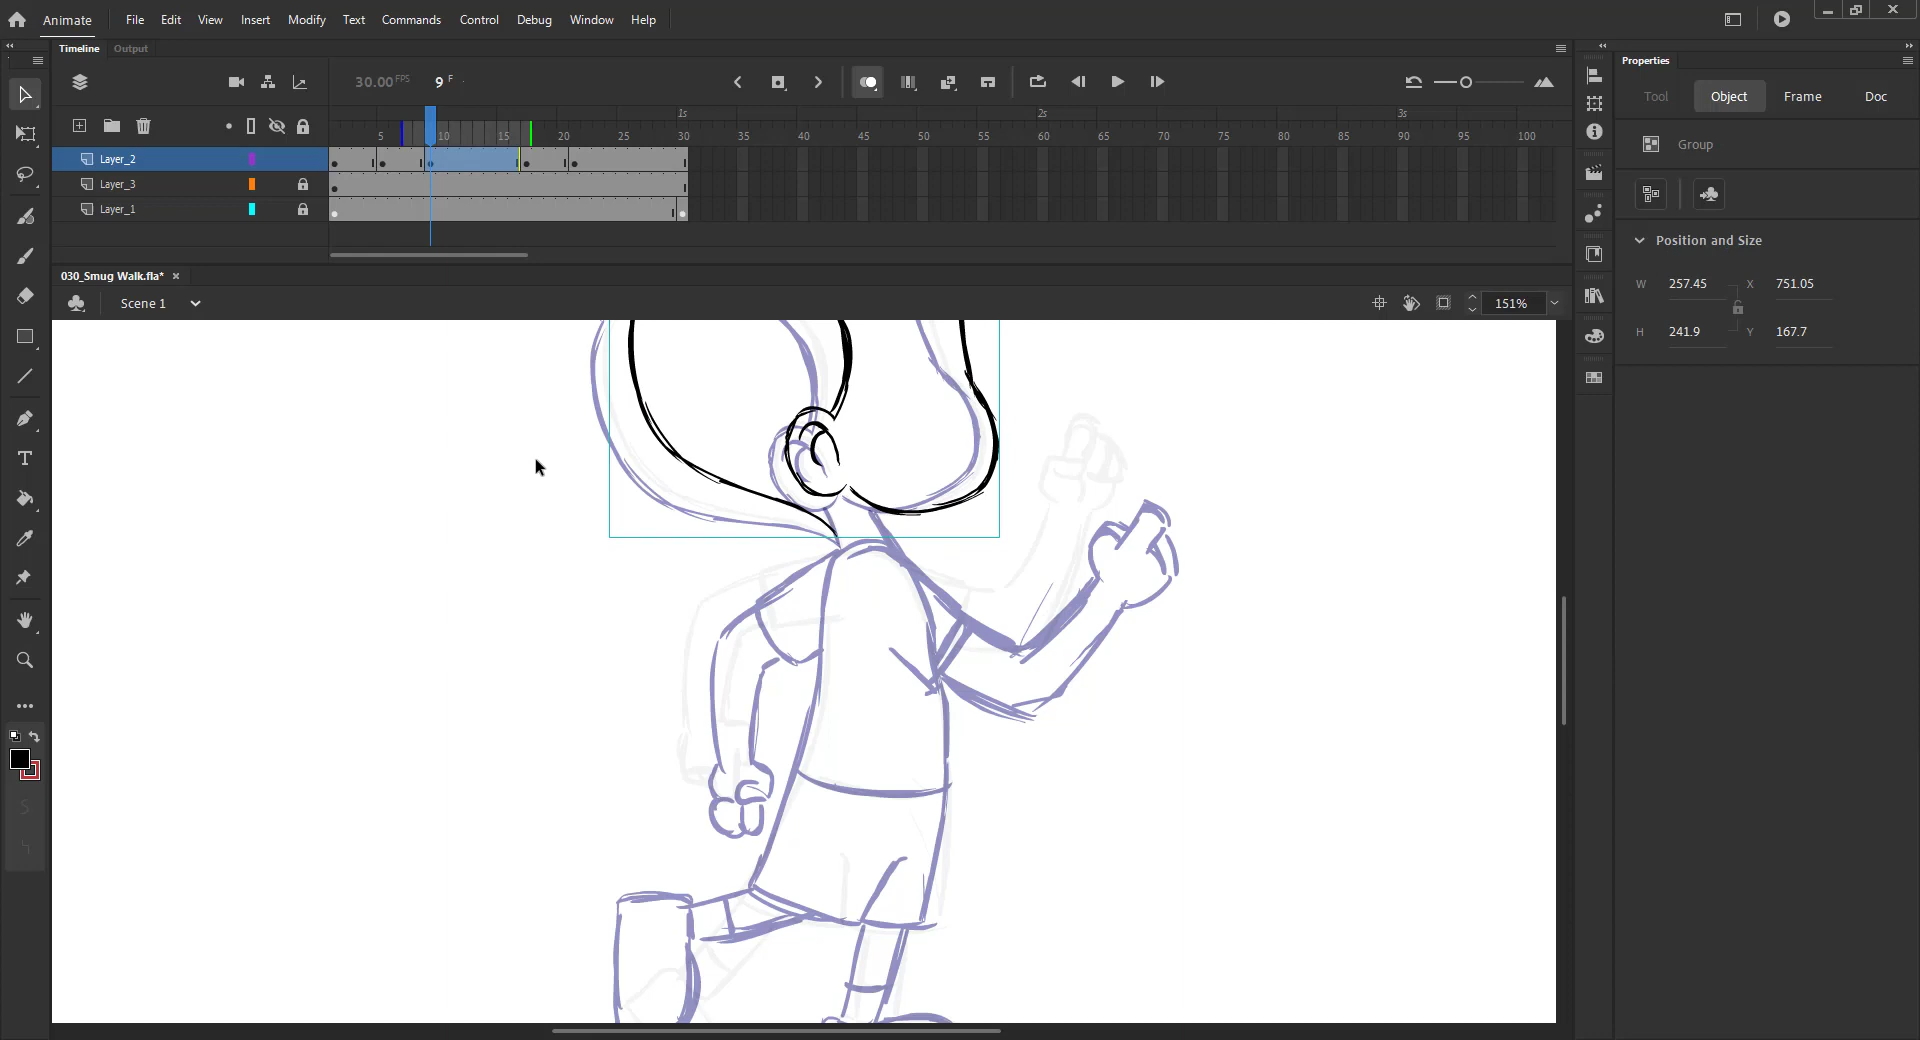 Animate File Edit View Insert Modify Text Commands Control Debug Window Help
Timeline Output
30.00 FPS 9 F
1s 2s 3s
5 10 15 20 25 30 35 40 45 50 55 60 65 70 75 80 85 90 95 100
Layer_2
Layer_3
Layer_1
030_Smug Walk.fla*
Scene 1 151%
Properties
Tool Object Frame Doc
Group
Position and Size
W 257.45 X 751.05
H 241.9 Y 167.7